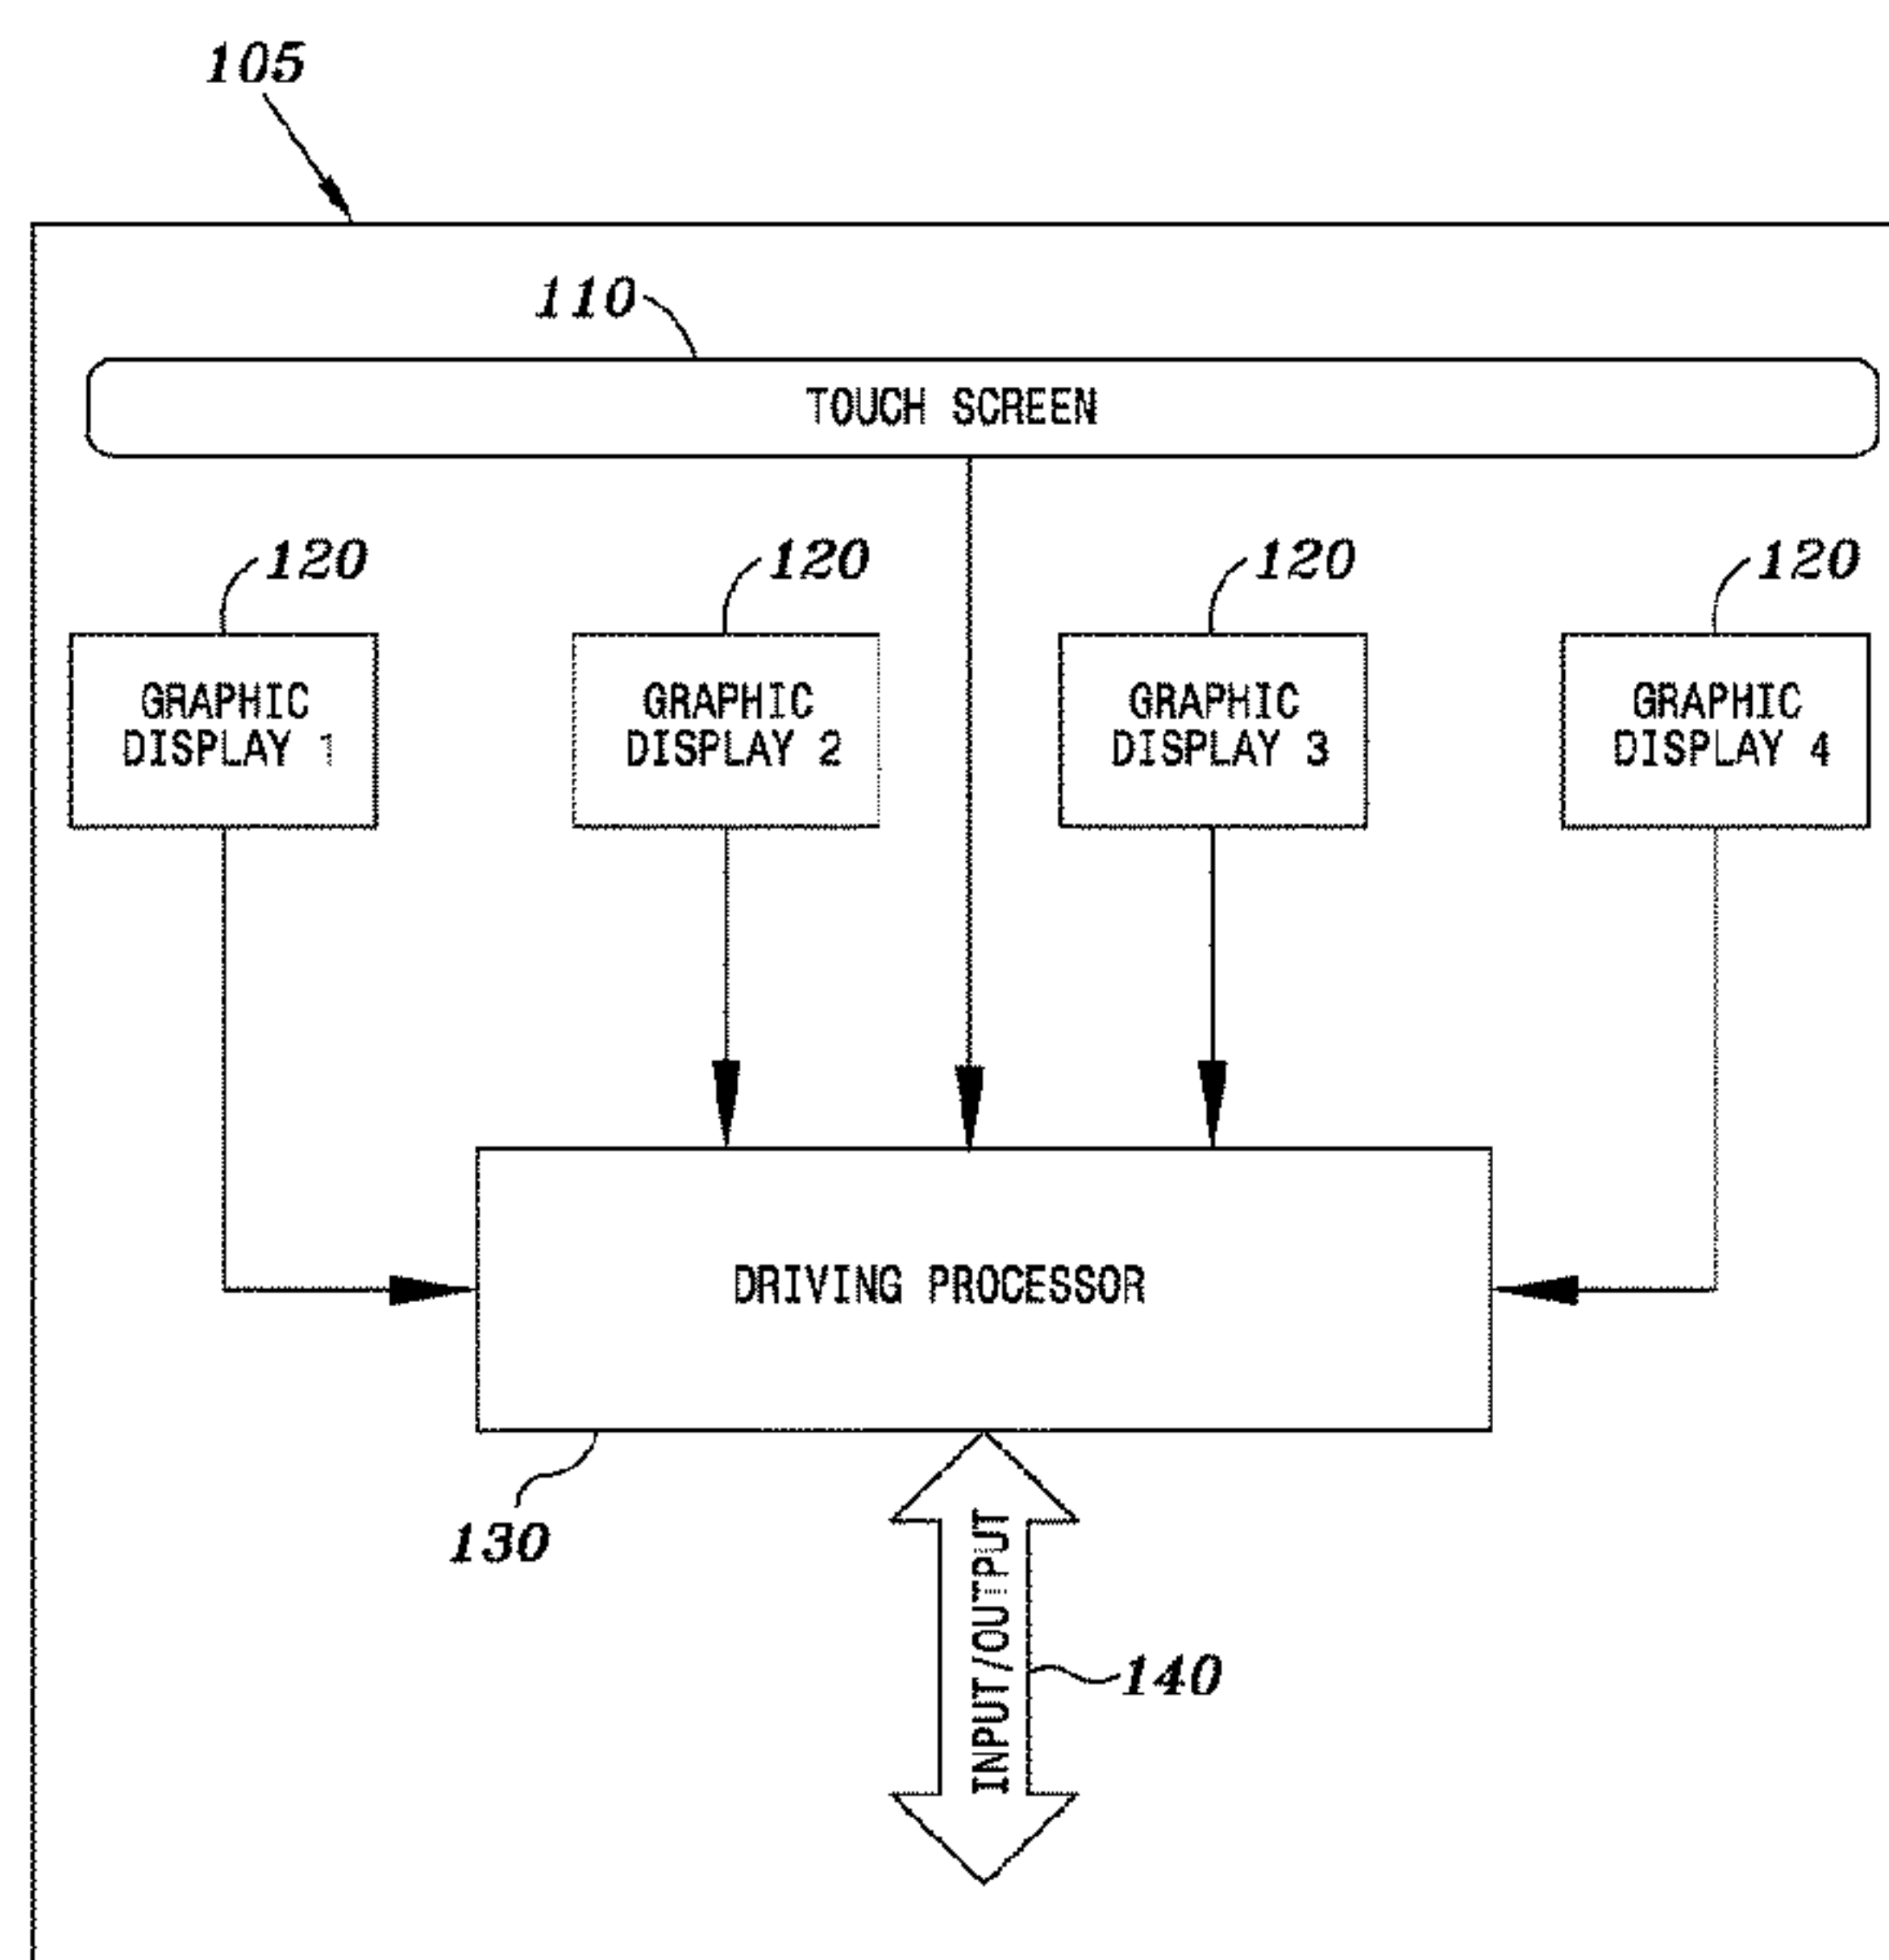 105
110
TOUCH SCREEN
120
120
120
120
GRAPHIC
DISPLAY 1
GRAPHIC
DISPLAY 2
GRAPHIC
DISPLAY 3
GRAPHIC
DISPLAY 4
DRIVING PROCESSOR
130
INPUT/OUTPUT
140